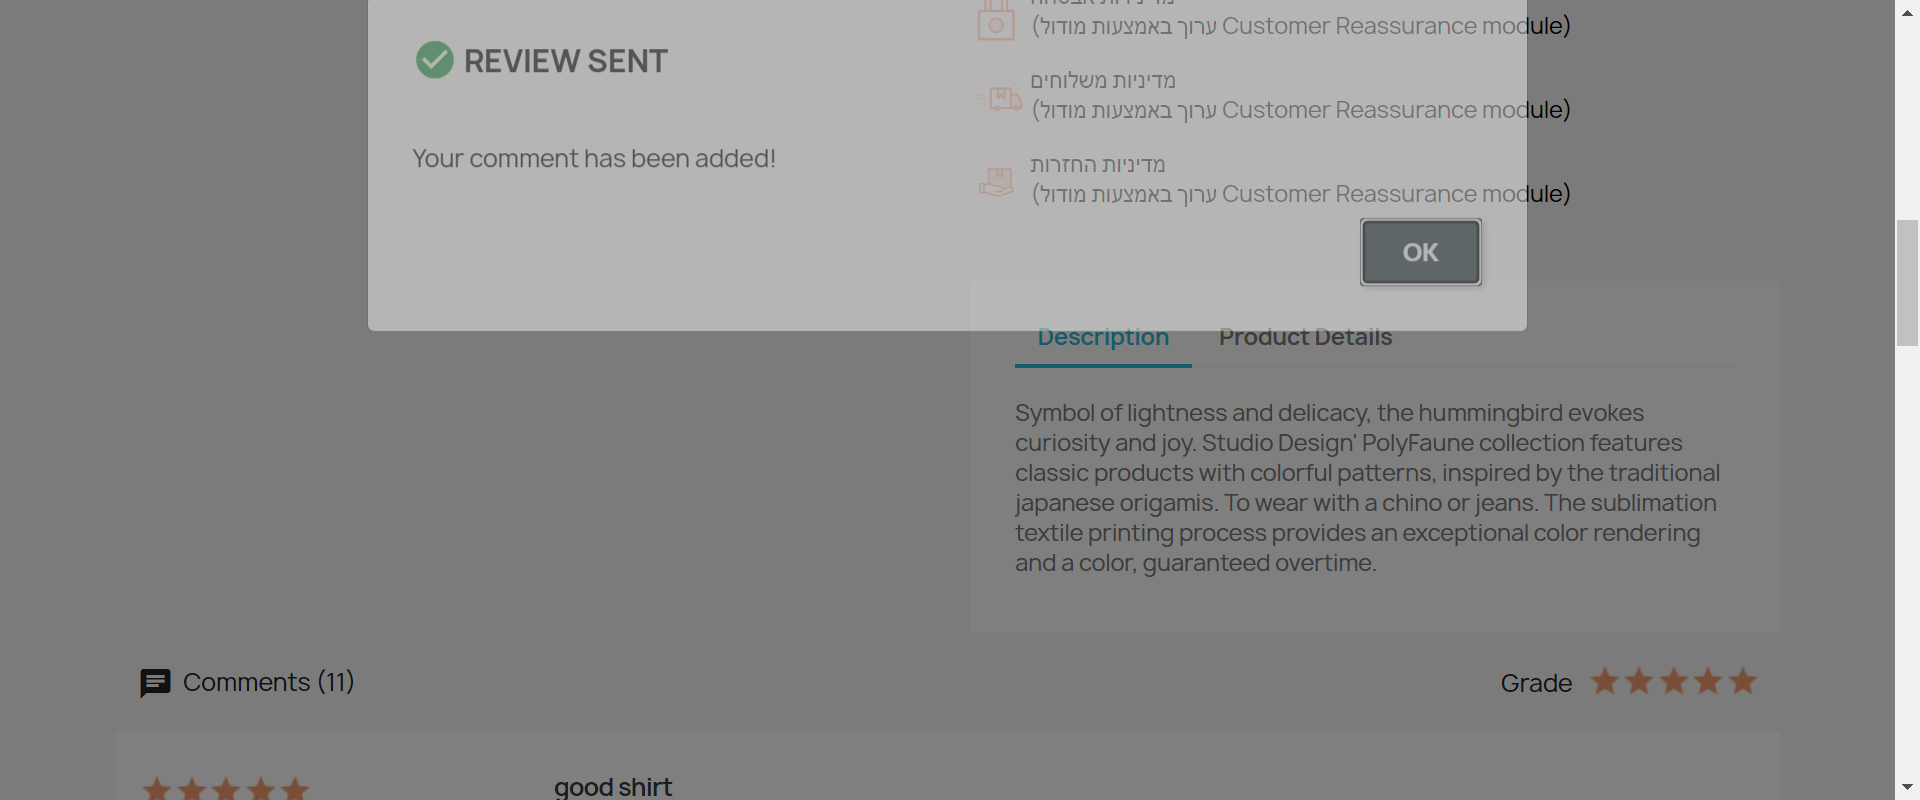 REVIEW SENT
Your comment has been added!
OK
מדיניות אבטחה
(ערוך באמצעות מודול Customer Reassurance module)
מדיניות משלוחים
(ערוך באמצעות מודול Customer Reassurance module)
מדיניות החזרות
(ערוך באמצעות מודול Customer Reassurance module)
Description
Product Details
Symbol of lightness and delicacy, the hummingbird evokes
curiosity and joy. Studio Design' PolyFaune collection features
classic products with colorful patterns, inspired by the traditional
japanese origamis. To wear with a chino or jeans. The sublimation
textile printing process provides an exceptional color rendering
and a color, guaranteed overtime.
Comments (11)
Grade
good shirt